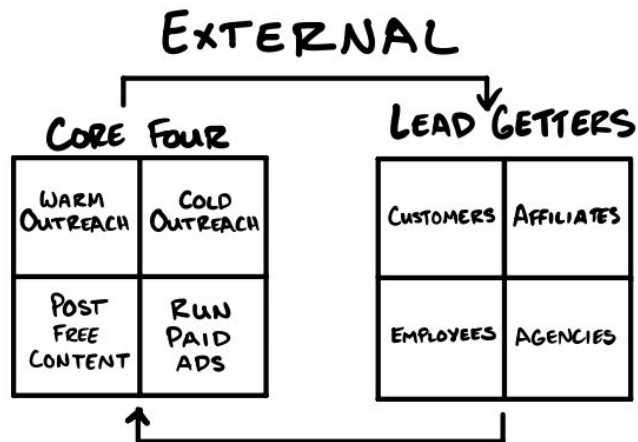 EXTERNAL
CORE FOUR
WARM
OUTREACH
COLD
OUTREACH
POST
FREE
CONTENT
RUN
PAID
ADS
LEAD GETTERS
CUSTOMERS
AFFILIATES
EMPLOYEES
AGENCIES